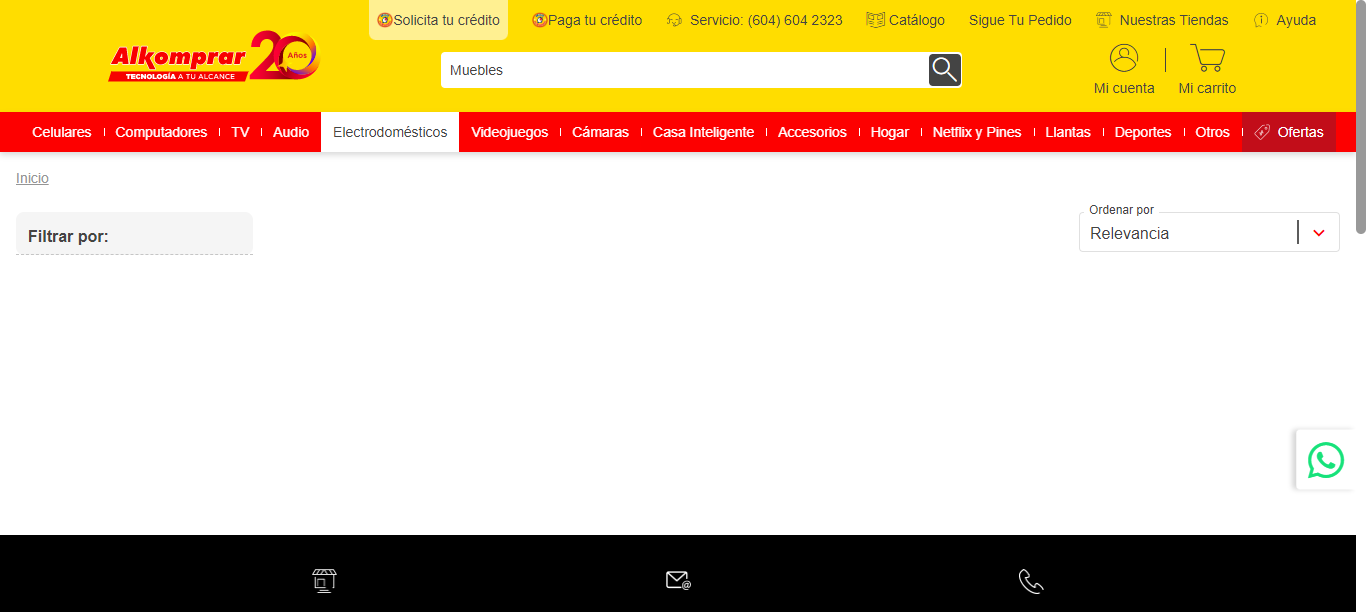 Solicita tu crédito
Paga tu crédito
Servicio: (604) 604 2323
Catálogo
Sigue Tu Pedido
Nuestras Tiendas
Ayuda
Alkomprar 20 Años
TECNOLOGÍA A TU ALCANCE
Muebles
Mi cuenta
Mi carrito
Celulares
Computadores
TV
Audio
Electrodomésticos
Videojuegos
Cámaras
Casa Inteligente
Accesorios
Hogar
Netflix y Pines
Llantas
Deportes
Otros
Ofertas
Inicio
Filtrar por:
Ordenar por
Relevancia